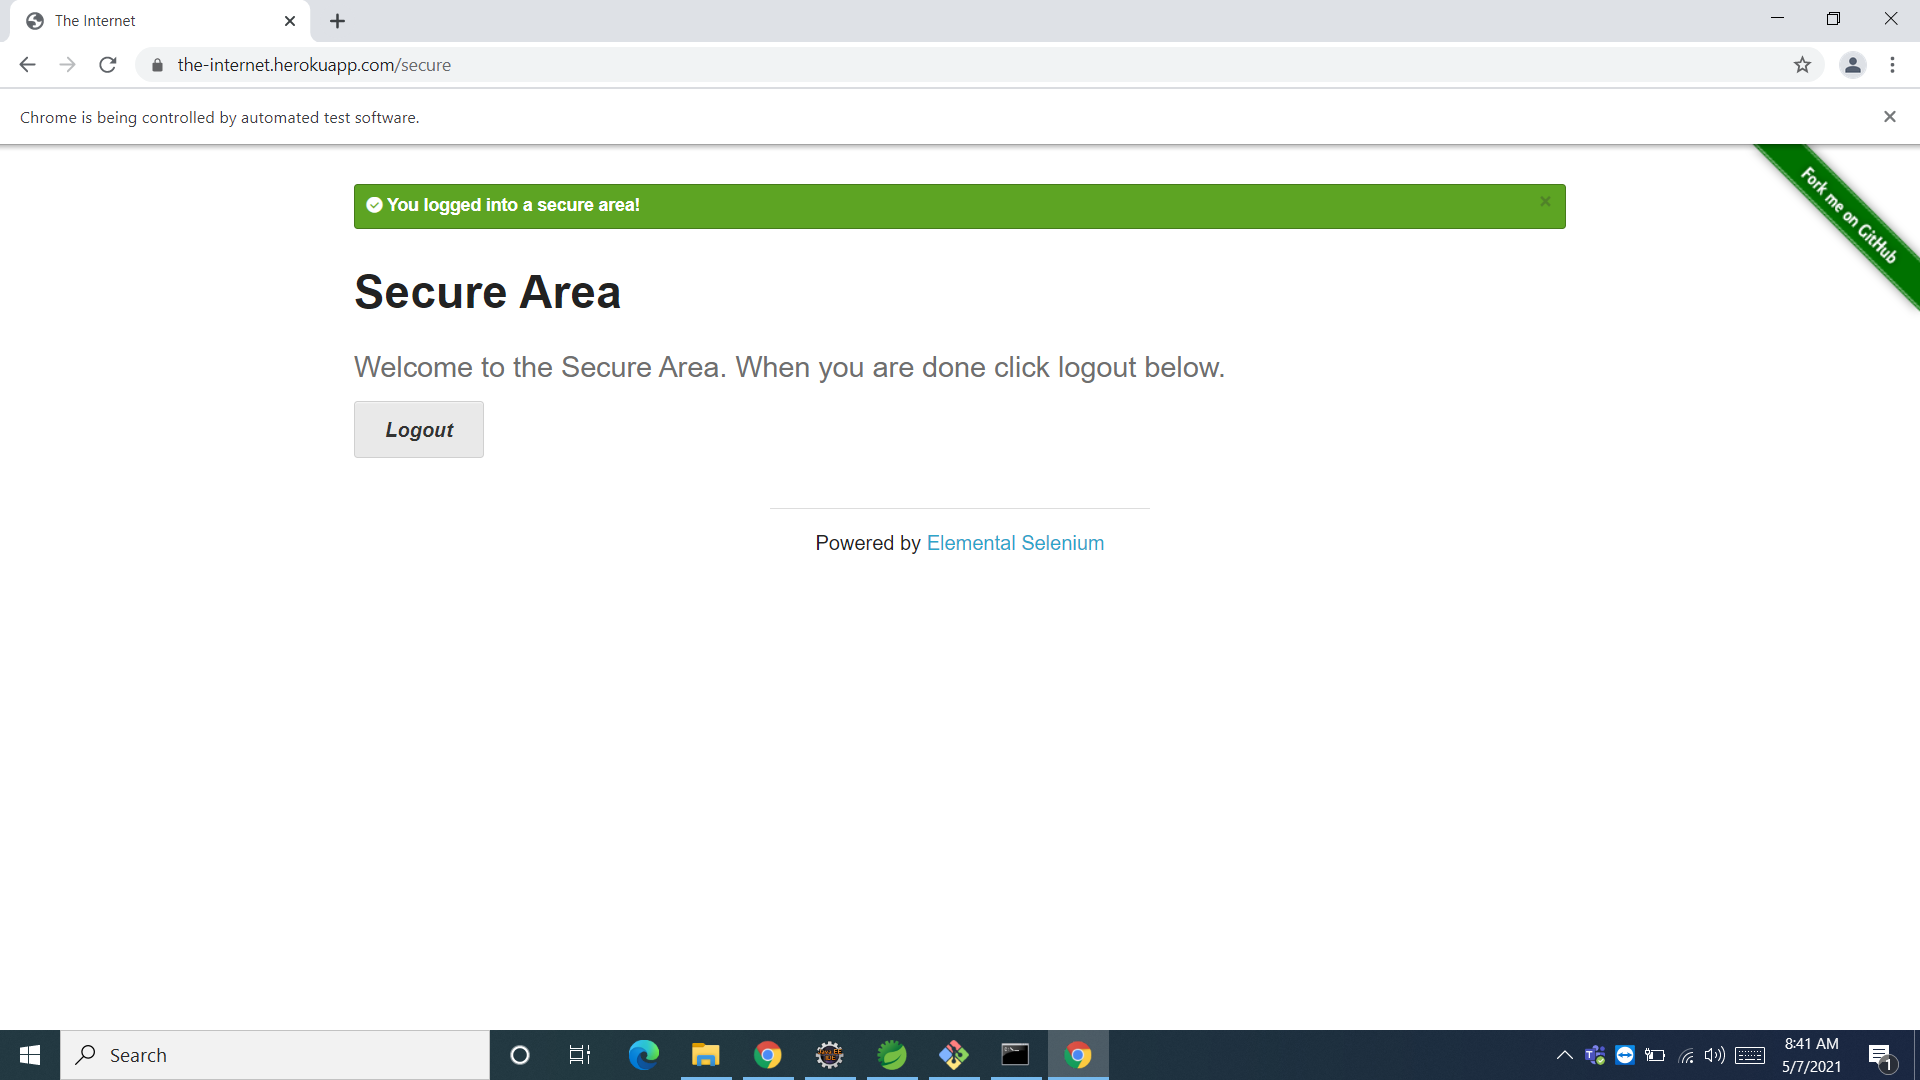 The Internet
the-internet.herokuapp.com/secure
Chrome is being controlled by automated test software.
Fork me on GitHub
You logged into a secure area!
Secure Area
Welcome to the Secure Area. When you are done click logout below.
Logout
Powered by Elemental Selenium
Search
8:41 AM
5/7/2021
1